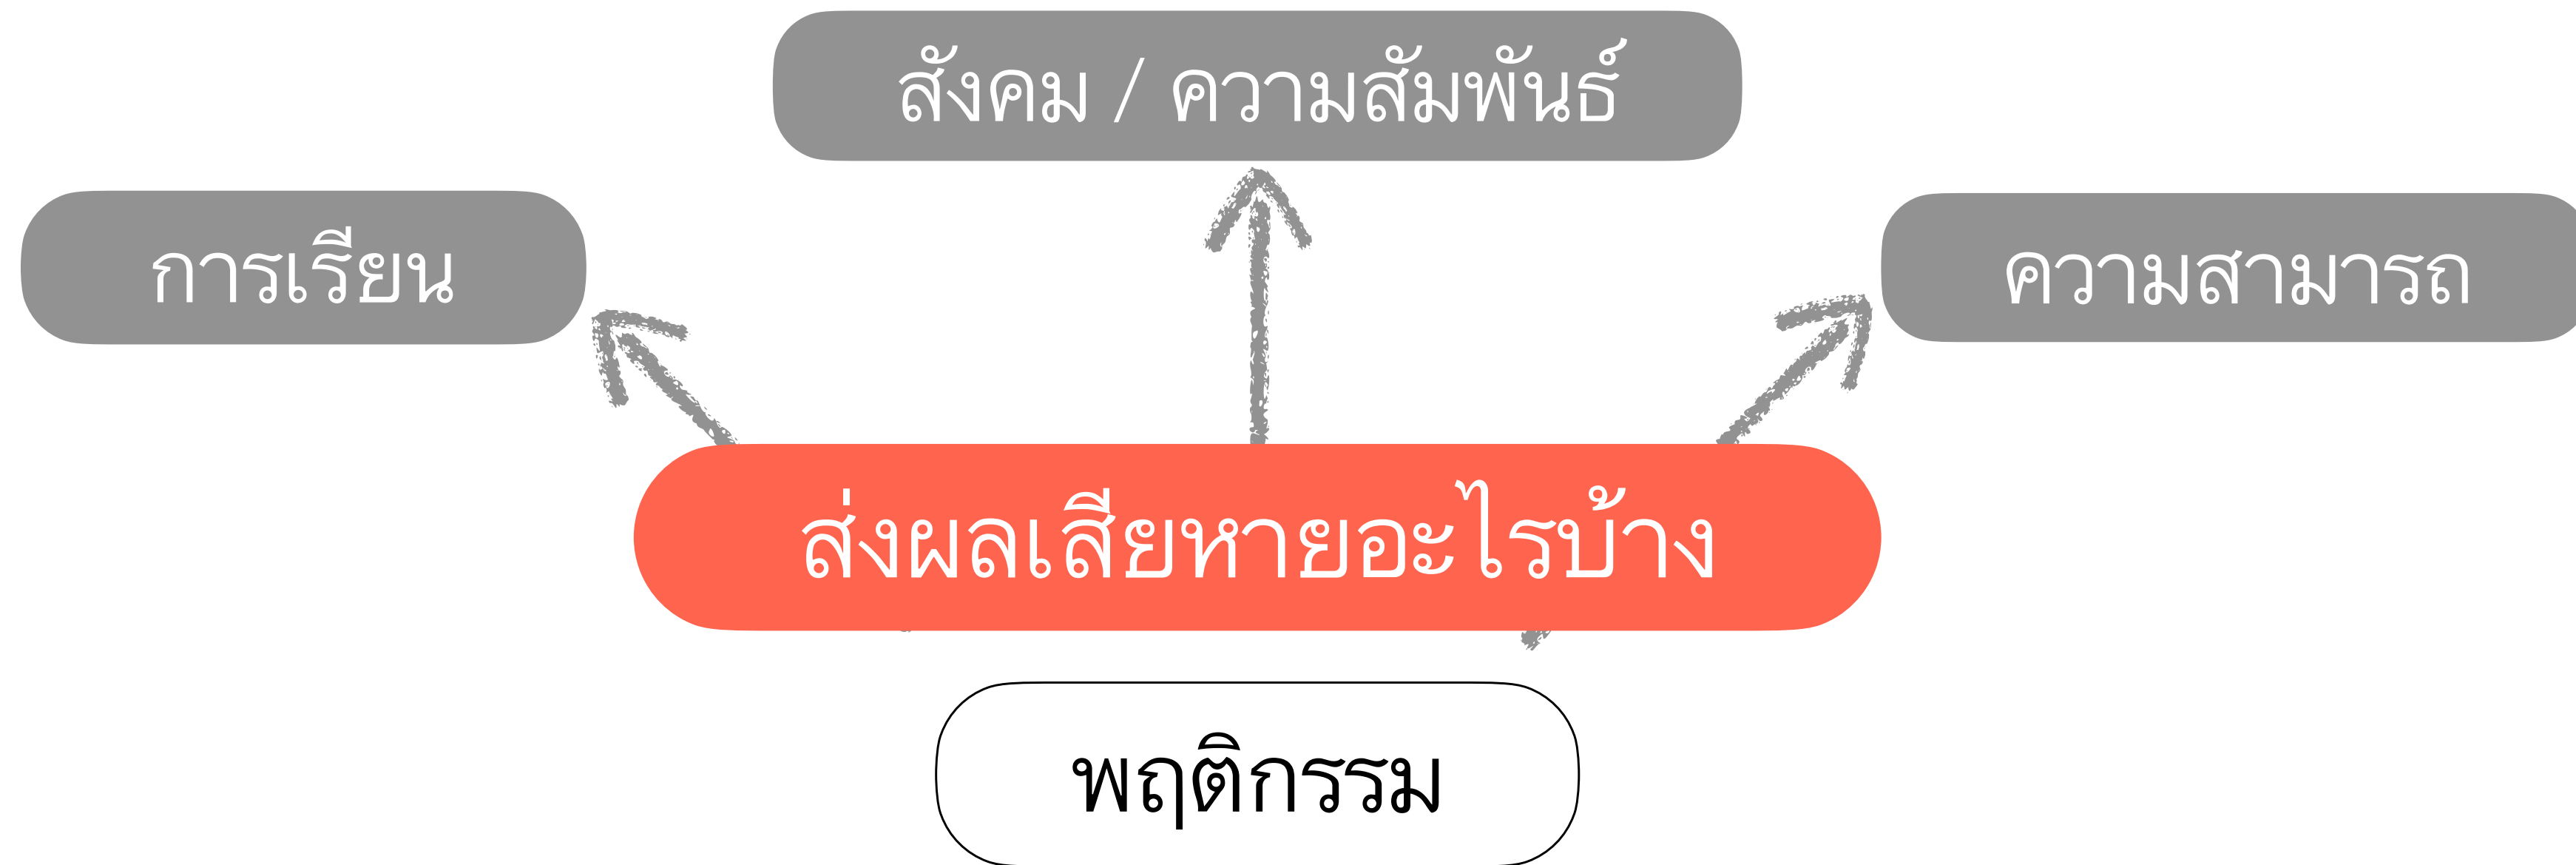 สังคม / ความสัมพันธ์
การเรียน
ความสามารถ
ส่งผลเสียหายอะไรบ้าง
พฤติกรรม